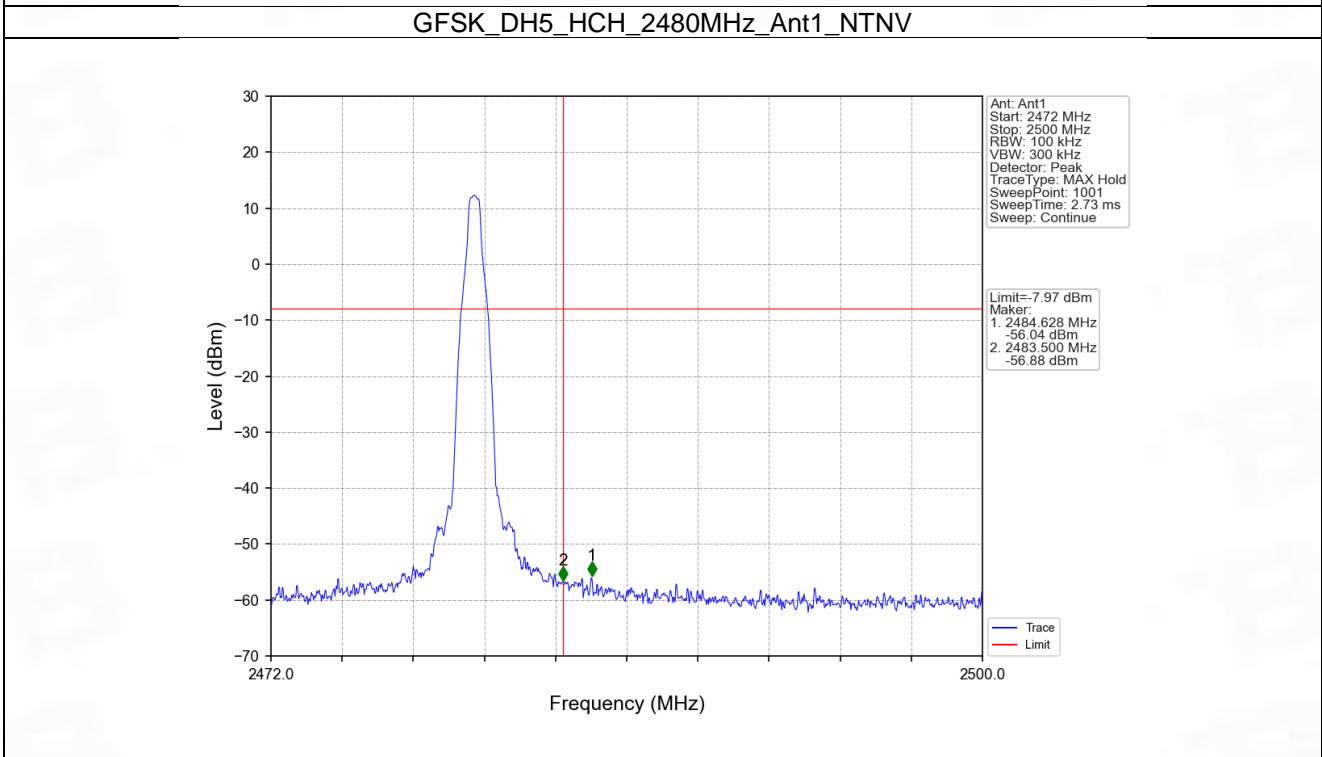 GFSK_DH5_HCH_2480MHz_Ant1_NTNV
30
20
10
0
−10
−20
−30
−40
−50
−60
−70
Level (dBm)
2472.0
2500.0
Frequency (MHz)
2
1
Ant: Ant1
Start: 2472 MHz
Stop: 2500 MHz
RBW: 100 kHz
VBW: 300 kHz
Detector: Peak
TraceType: MAX Hold
SweepPoint: 1001
SweepTime: 2.73 ms
Sweep: Continue
Limit=-7.97 dBm
Maker:
1. 2484.628 MHz
-56.04 dBm
2. 2483.500 MHz
-56.88 dBm
Trace
Limit